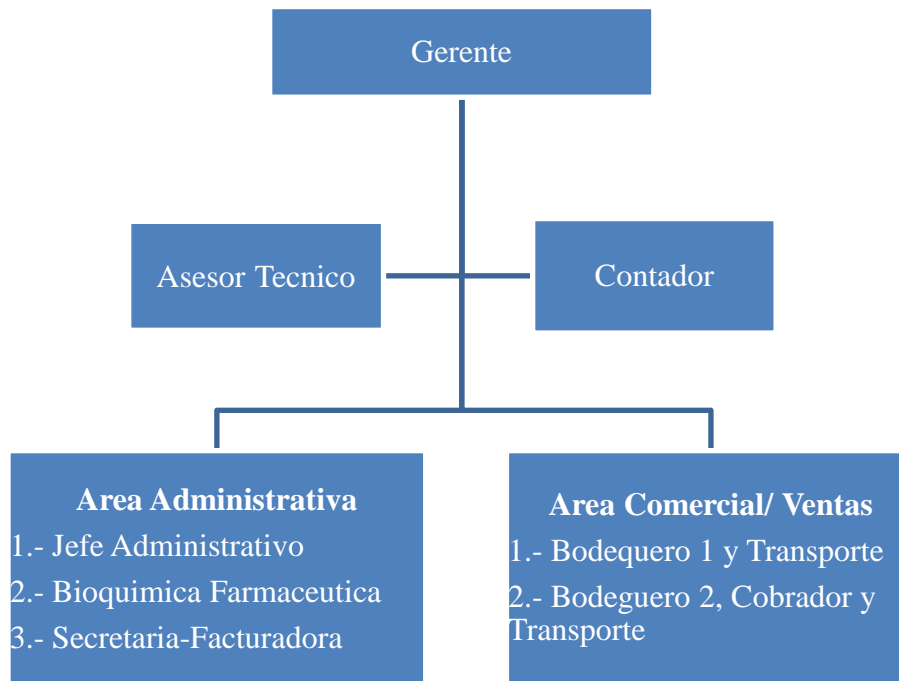 Gerente
Asesor Tecnico
Contador
Area Administrativa
1.- Jefe Administrativo
2.- Bioquimica Farmaceutica
3.- Secretaria-Facturadora
Area Comercial/ Ventas
1.- Bodequero 1 y Transporte
2.- Bodeguero 2, Cobrador y
Transporte